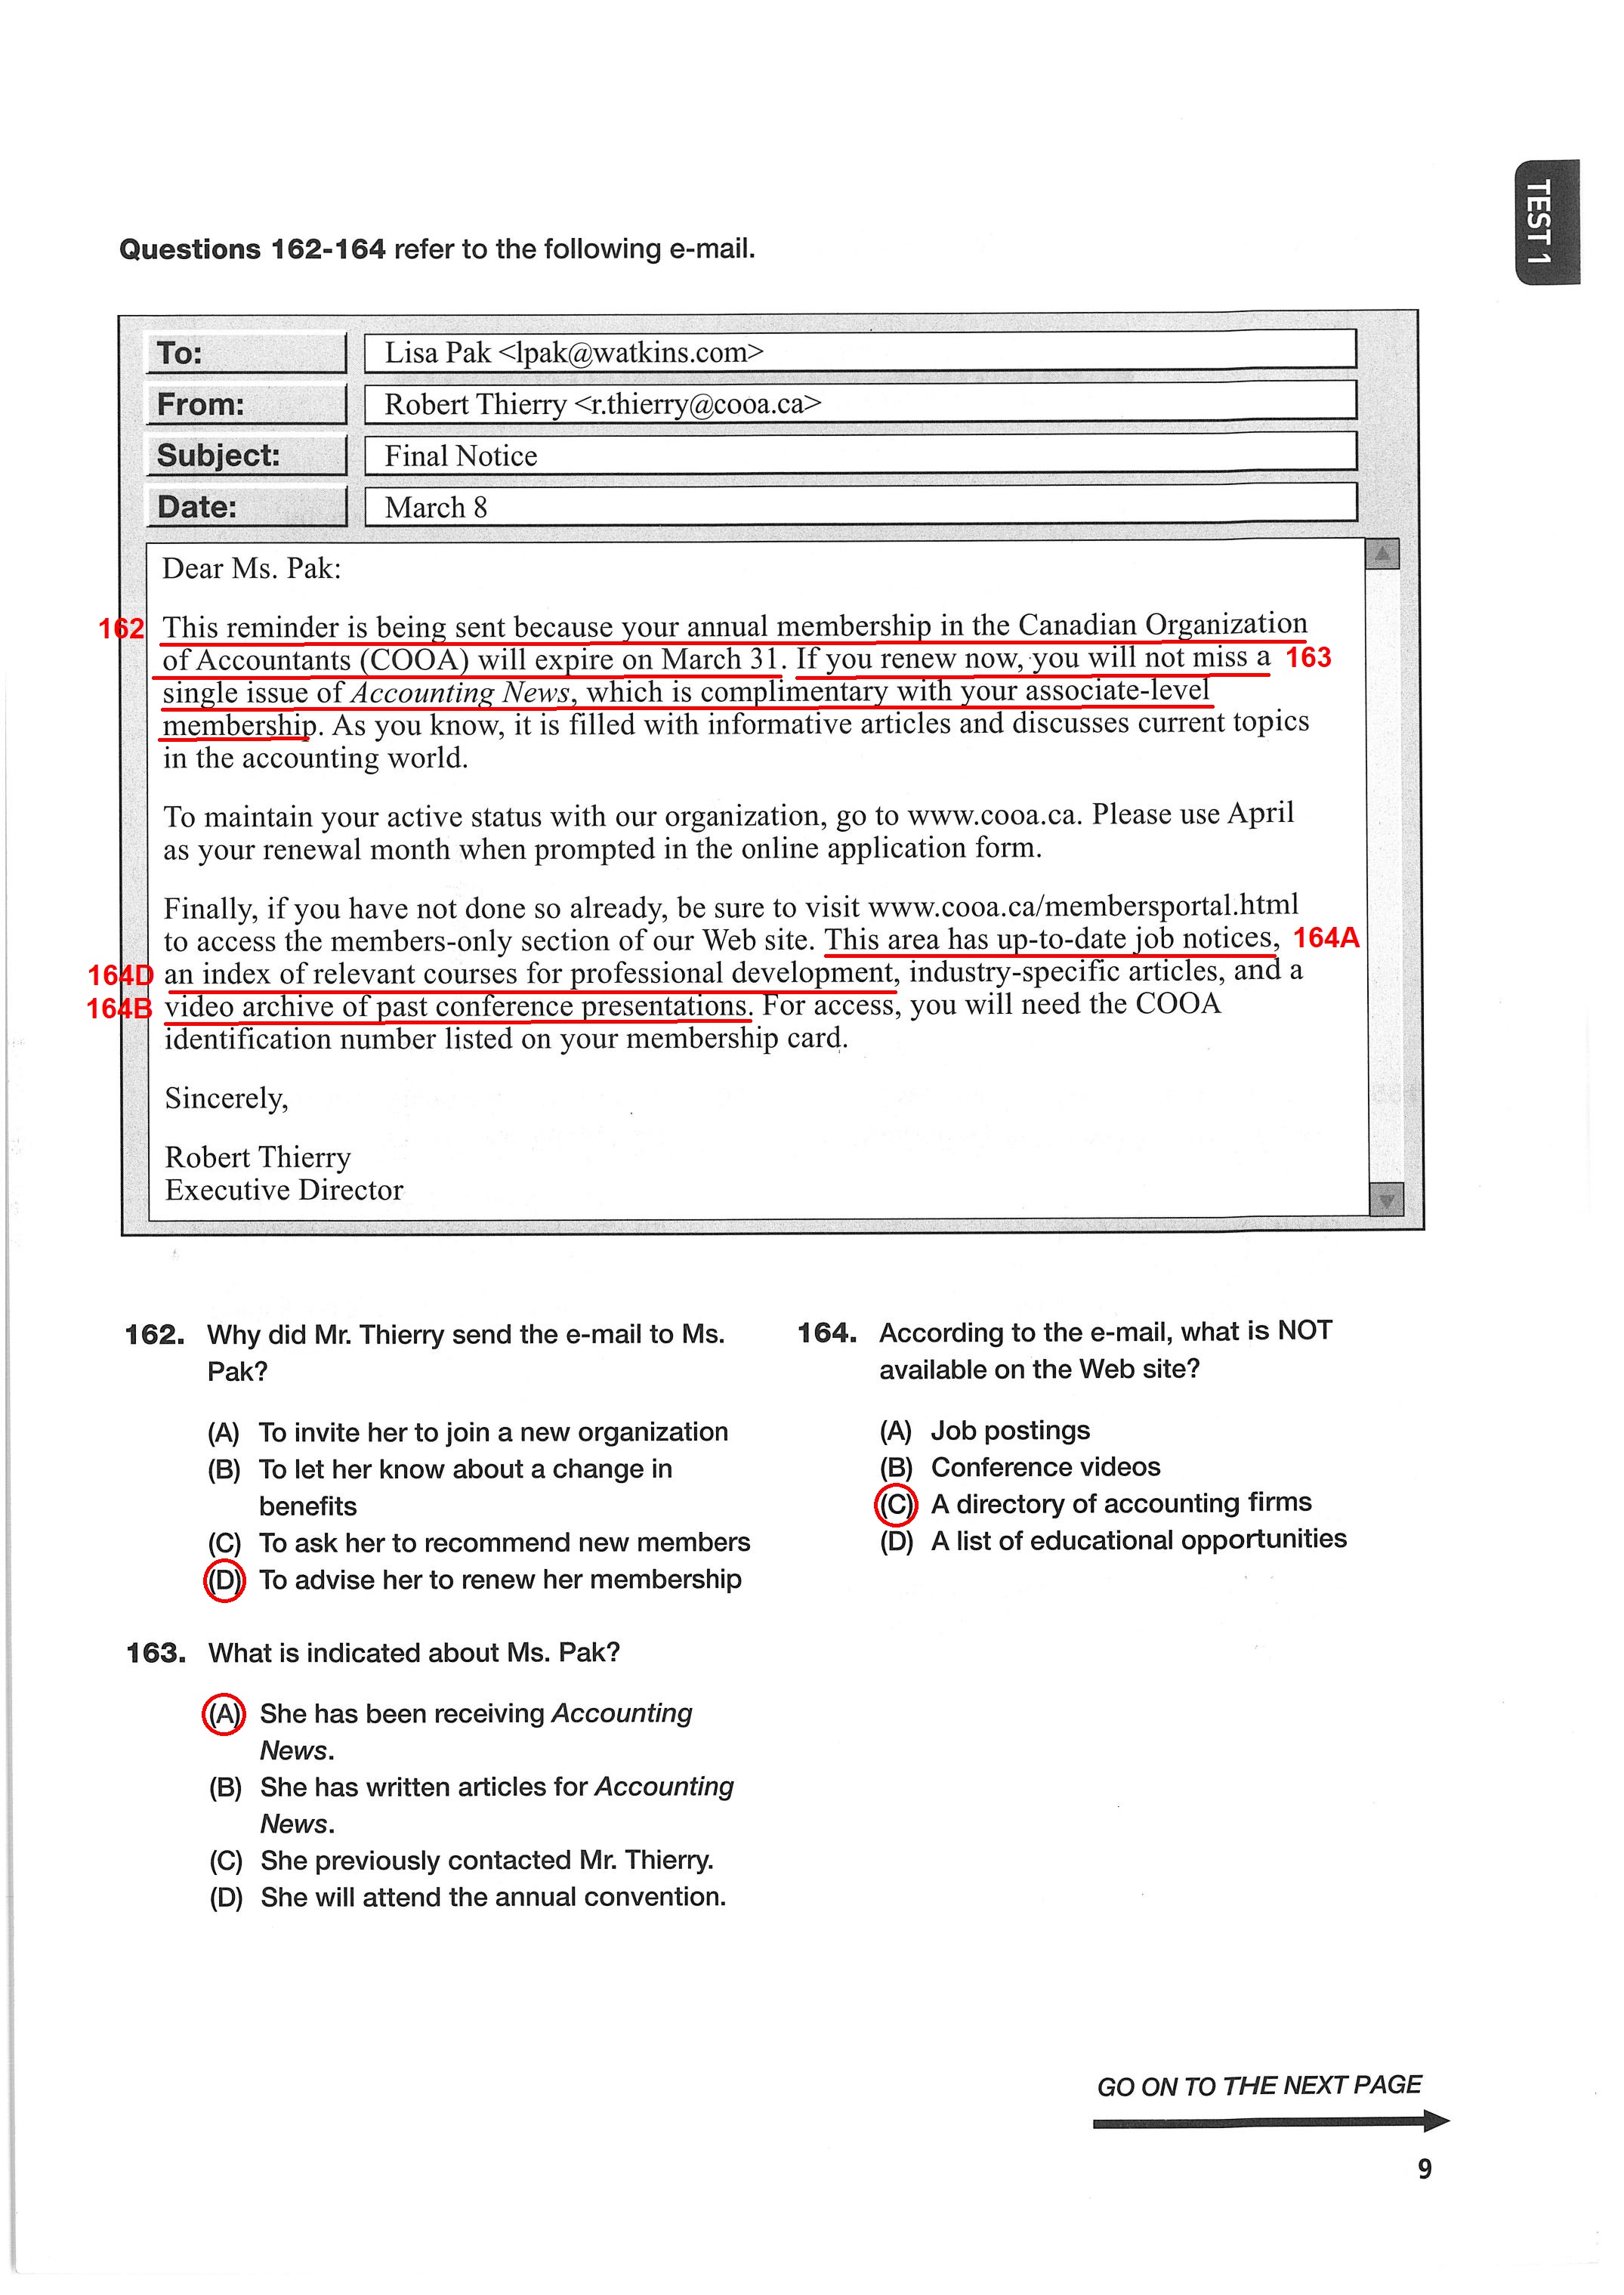 TEST 1
Questions 162-164 refer to the following e-mail.
To: Lisa Pak <lpak@watkins.com>
From: Robert Thierry <r.thierry@cooa.ca>
Subject: Final Notice
Date: March 8
Dear Ms. Pak:
162 This reminder is being sent because your annual membership in the Canadian Organization
of Accountants (COOA) will expire on March 31. If you renew now, you will not miss a 163
single issue of Accounting News, which is complimentary with your associate-level
membership. As you know, it is filled with informative articles and discusses current topics
in the accounting world.
To maintain your active status with our organization, go to www.cooa.ca. Please use April
as your renewal month when prompted in the online application form.
Finally, if you have not done so already, be sure to visit www.cooa.ca/membersportal.html
to access the members-only section of our Web site. This area has up-to-date job notices, 164A
164D an index of relevant courses for professional development, industry-specific articles, and a
164B video archive of past conference presentations. For access, you will need the COOA
identification number listed on your membership card.
Sincerely,
Robert Thierry
Executive Director
162. Why did Mr. Thierry send the e-mail to Ms.
Pak?
(A) To invite her to join a new organization
(B) To let her know about a change in
benefits
(C) To ask her to recommend new members
(D) To advise her to renew her membership
163. What is indicated about Ms. Pak?
(A) She has been receiving Accounting
News.
(B) She has written articles for Accounting
News.
(C) She previously contacted Mr. Thierry.
(D) She will attend the annual convention.
164. According to the e-mail, what is NOT
available on the Web site?
(A) Job postings
(B) Conference videos
(C) A directory of accounting firms
(D) A list of educational opportunities
GO ON TO THE NEXT PAGE
9